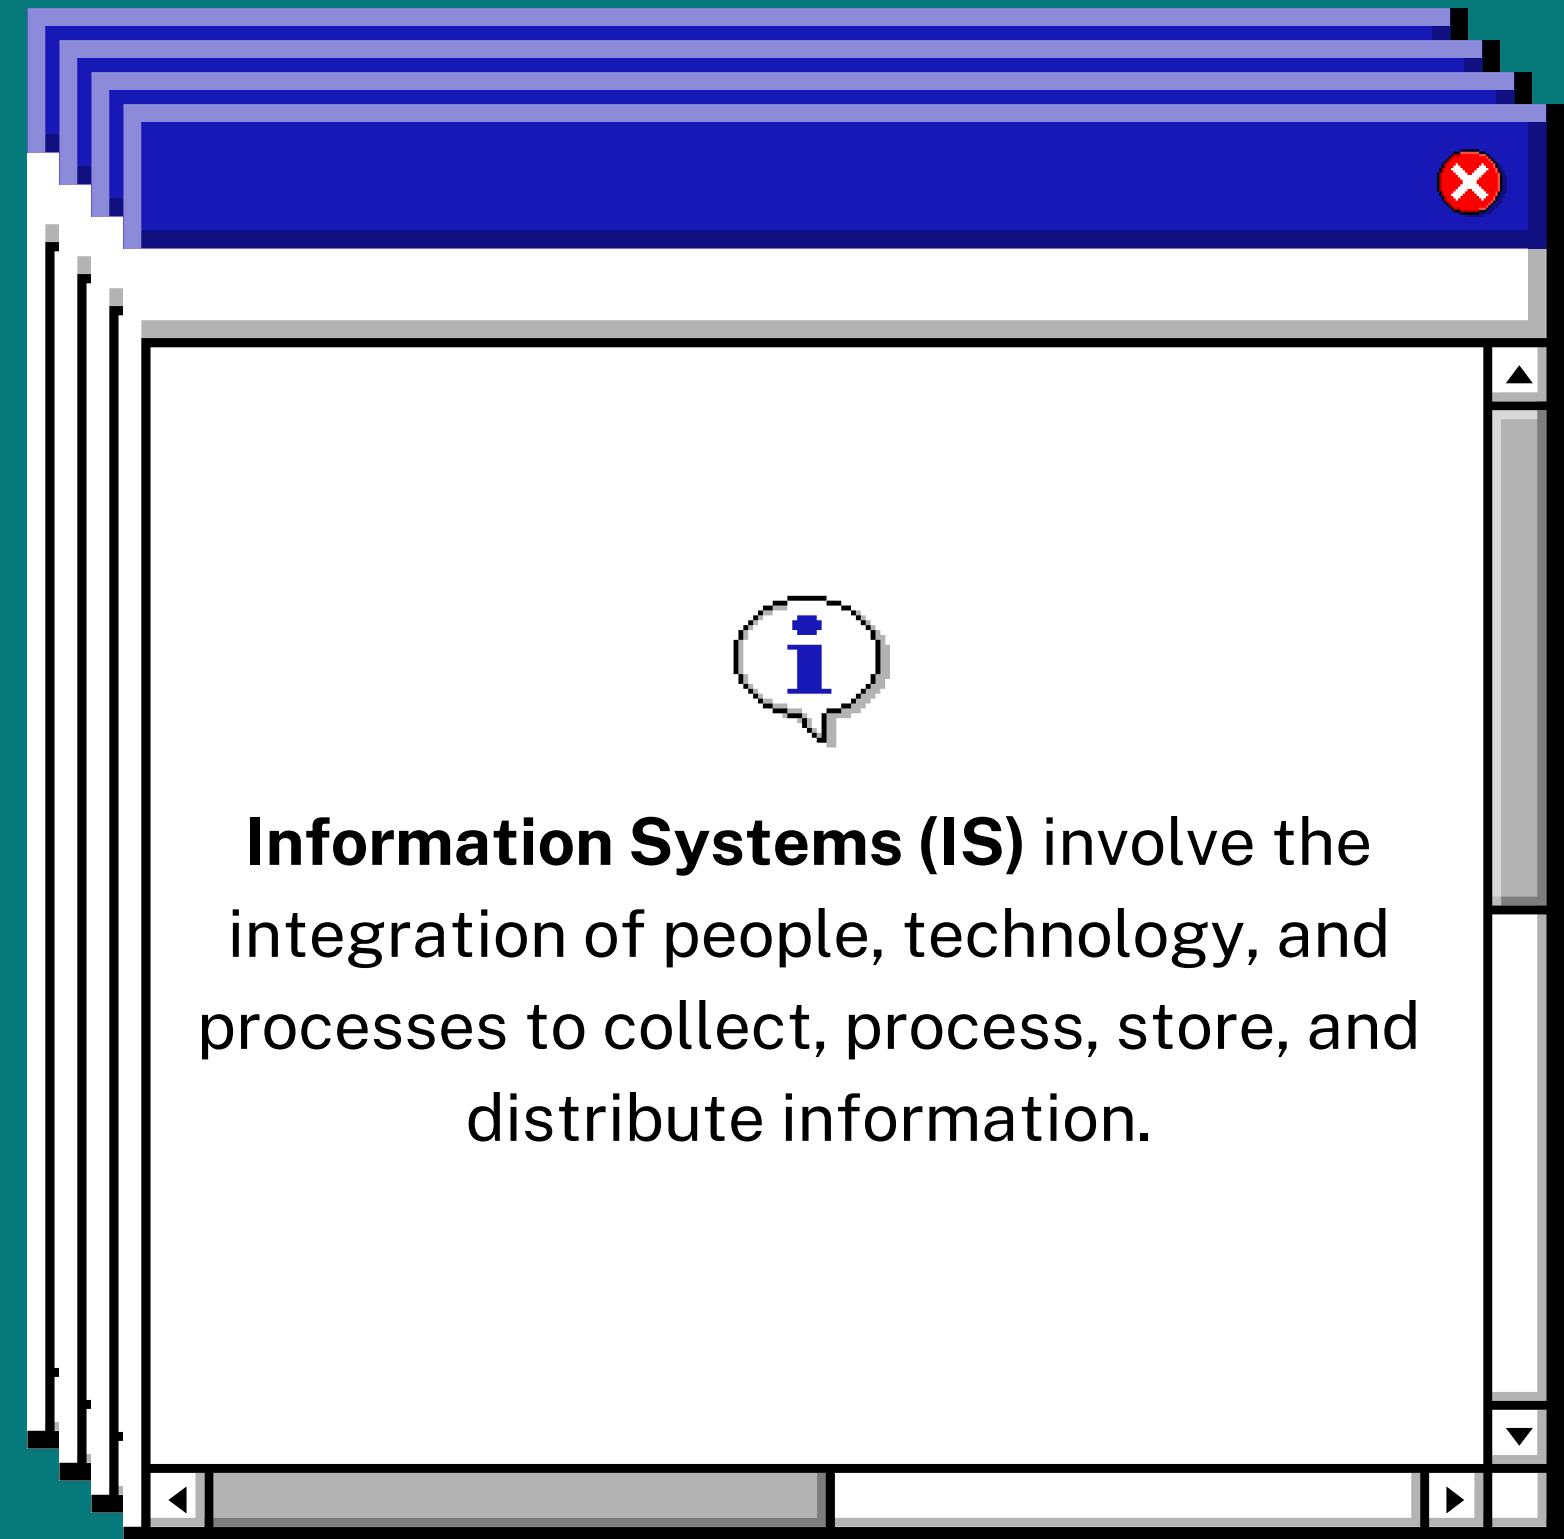 i
Information Systems (IS) involve the
integration of people, technology, and
processes to collect, process, store, and
distribute information.